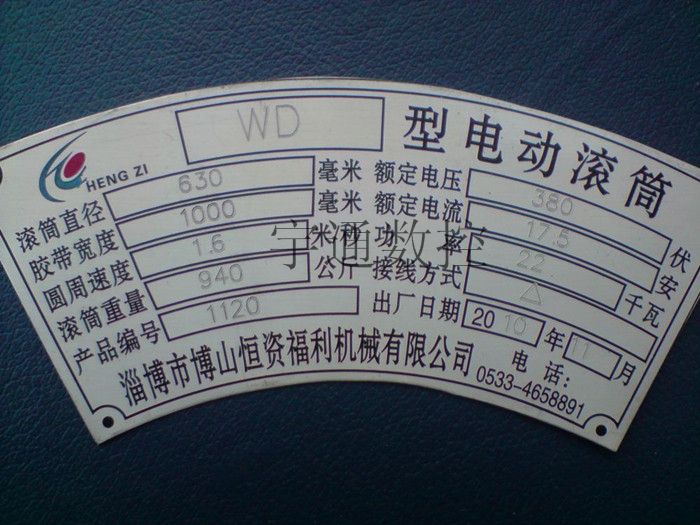 HENG ZI
WD 型电动滚筒
滚筒直径 630 毫米 额定电压 380 伏
胶带宽度 1000 毫米 额定电流 17.5 安
圆周速度 1.6 米/秒 功率 22 千瓦
滚筒重量 940 公斤 接线方式 △
产品编号 1120 出厂日期 2010 年 11 月
淄博市博山恒资福利机械有限公司
电话: 0533-4658891
宇通数控